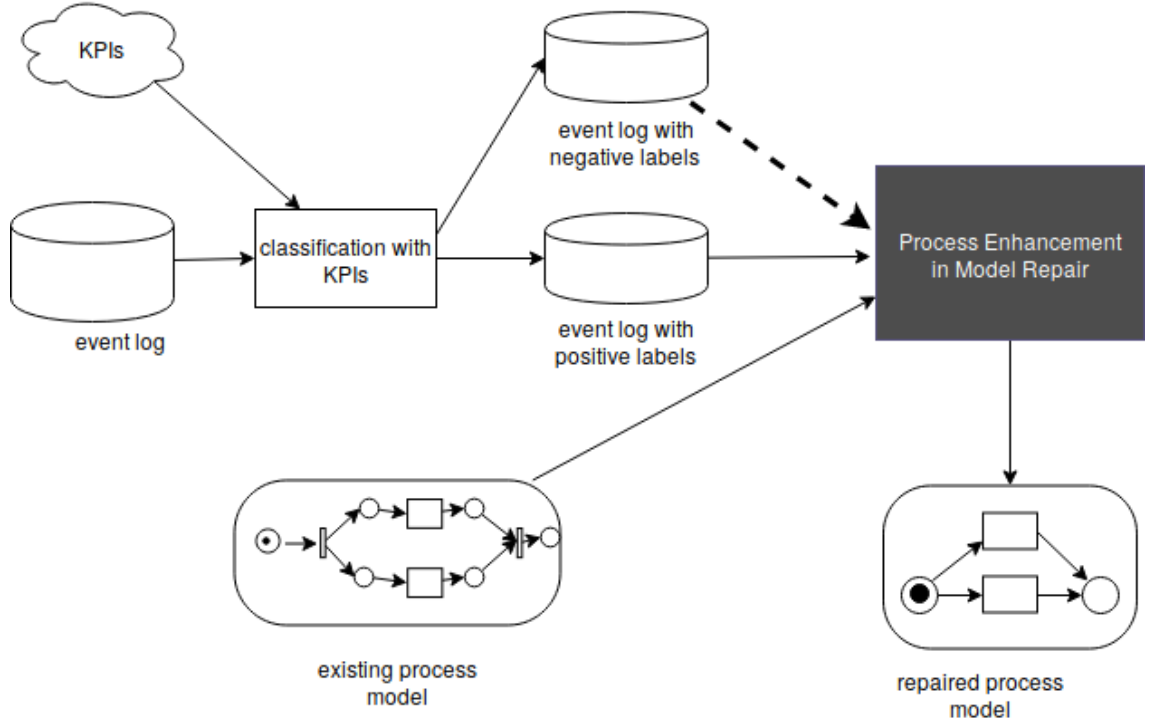 KPIs
event log with
negative labels
Process Enhancement
in Model Repair
classification with
KPIs
event log
event log with
positive labels
existing process
model
repaired process
model